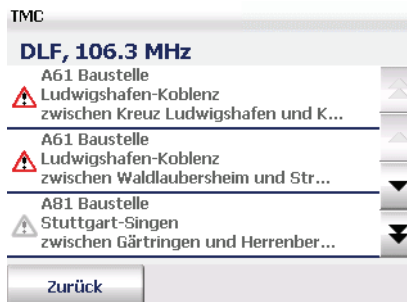 TMC
DLF, 106.3 MHz
A61 Baustelle
Ludwigshafen-Koblenz
zwischen Kreuz Ludwigshafen und K...
A61 Baustelle
Ludwigshafen-Koblenz
zwischen Waldlaubersheim und Str...
A81 Baustelle
Stuttgart-Singen
zwischen Gärtringen und Herrenber...
Zurück